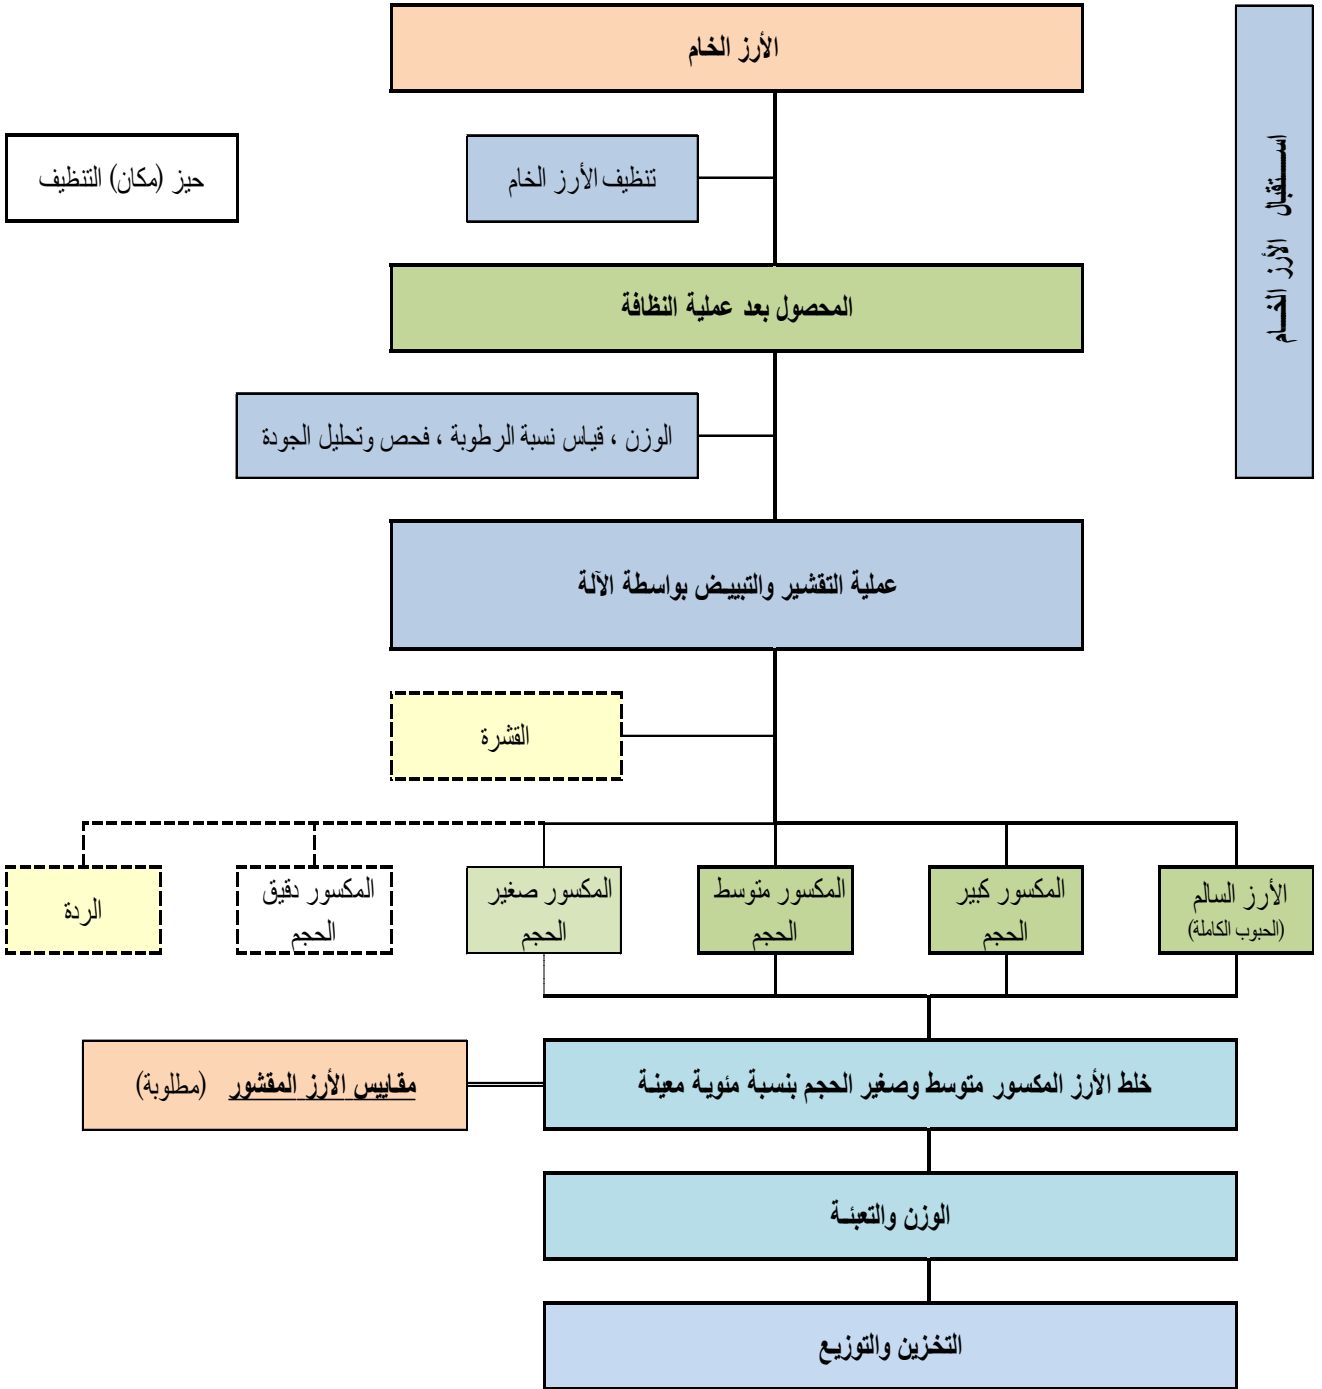 الأرز الخام
استقبال الأرز الخام
تنظيف الأرز الخام
حيز (مكان) التنظيف
المحصول بعد عملية النظافة
الوزن ، قياس نسبة الرطوبة ، فحص وتحليل الجودة
عملية التقشير والتبييض بواسطة الآلة
القشرة
الأرز السالم
(الحبوب الكاملة)
المكسور كبير
الحجم
المكسور متوسط
الحجم
المكسور صغير
الحجم
المكسور دقيق
الحجم
الردة
خلط الأرز المكسور متوسط وصغير الحجم بنسبة مئوية معينة
مقاييس الأرز المقشور (مطلوبة)
الوزن والتعبئة
التخزين والتوزيع